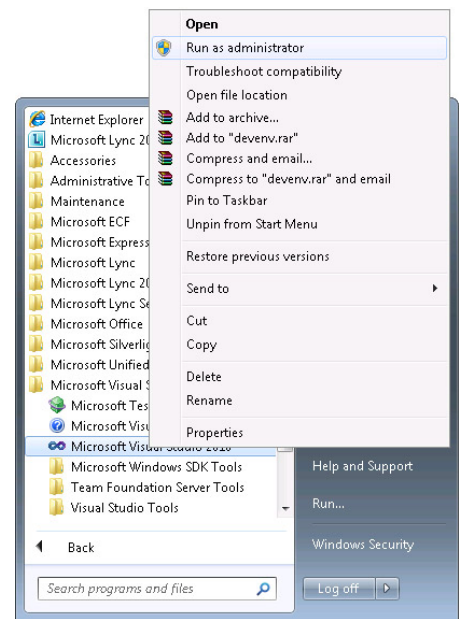 Open
Run as administrator
Troubleshoot compatibility
Open file location
Add to archive...
Add to "devenv.rar"
Compress and email...
Compress to "devenv.rar" and email
Pin to Taskbar
Unpin from Start Menu
Restore previous versions
Send to
Cut
Copy
Delete
Rename
Properties
Internet Explorer
Microsoft Lync 20
Accessories
Administrative To
Maintenance
Microsoft ECF
Microsoft Express
Microsoft Lync
Microsoft Lync 20
Microsoft Lync Se
Microsoft Office
Microsoft Silverlig
Microsoft Unified
Microsoft Visual S
Microsoft Tes
Microsoft Visu
Microsoft Visual Studio 2010
Microsoft Windows SDK Tools
Team Foundation Server Tools
Visual Studio Tools
Back
Search programs and files
Help and Support
Run...
Windows Security
Log off